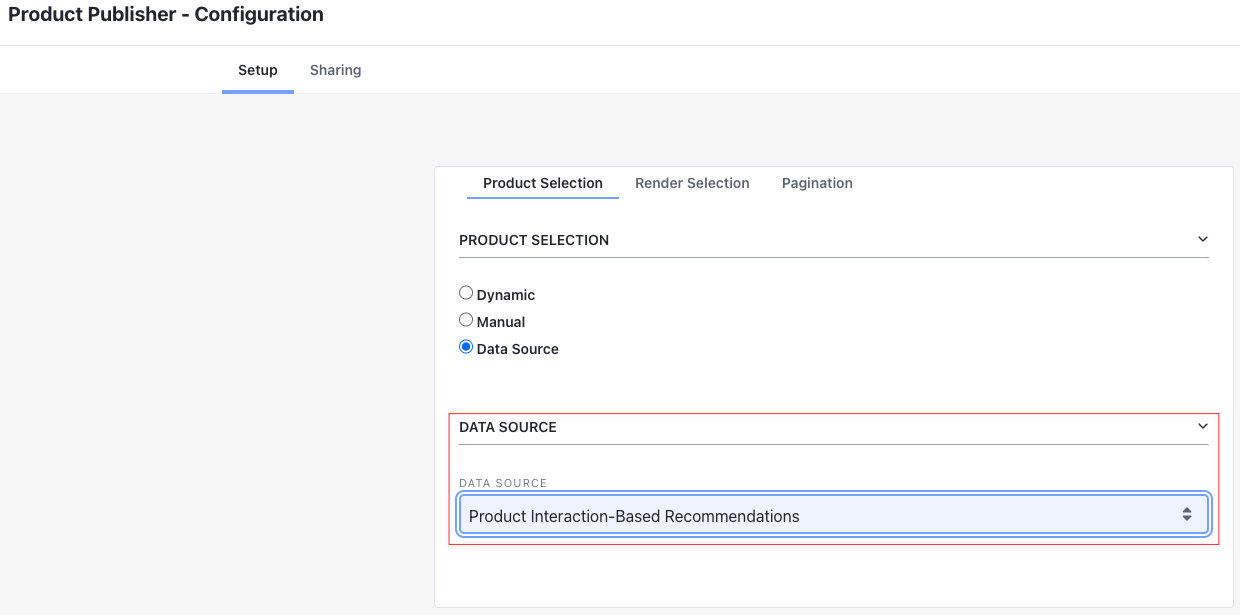 Product Publisher - Configuration
Setup Sharing
Product Selection Render Selection Pagination
PRODUCT SELECTION
Dynamic
Manual
Data Source
DATA SOURCE
DATA SOURCE
Product Interaction-Based Recommendations